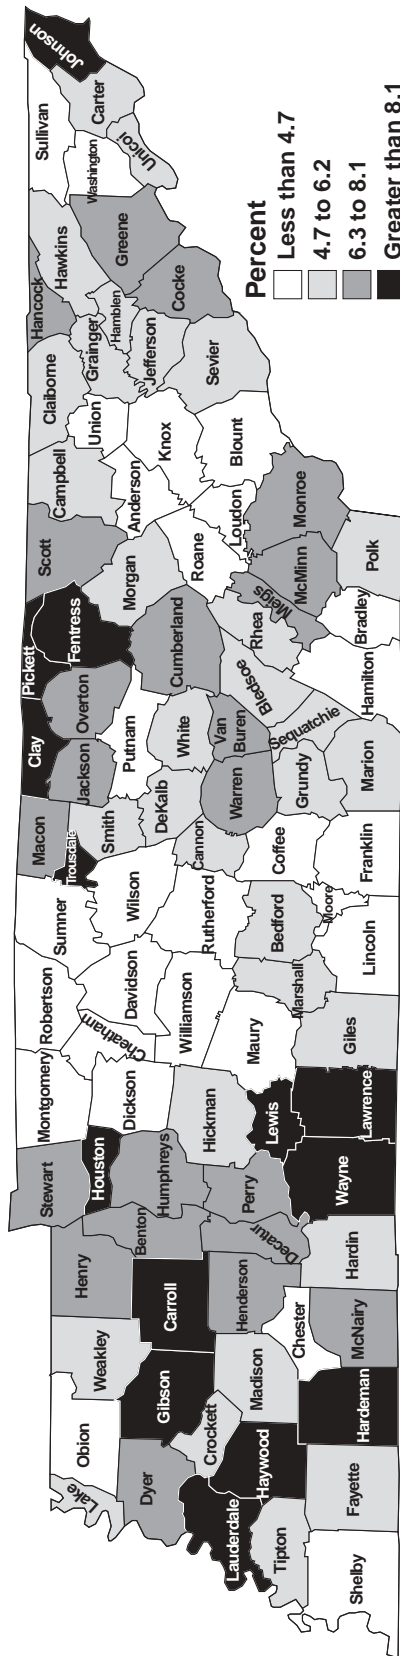 Lake
Obion
Weakley
Henry
Stewart
Montgomery
Robertson
Sumner
Macon
Clay
Pickett
Scott
Campbell
Claiborne
Hancock
Hawkins
Sullivan
Johnson
Trousdale
Jackson
Overton
Fentress
Houston
Dickson
Cheatham
Davidson
Wilson
Smith
Putnam
Morgan
Anderson
Union
Grainger
Hamblen
Greene
Washington
Carter
Unicoi
Dyer
Gibson
Carroll
Benton
Humphreys
Hickman
Williamson
Rutherford
Cannon
DeKalb
White
Cumberland
Roane
Knox
Jefferson
Cocke
Lauderdale
Crockett
Haywood
Madison
Henderson
Decatur
Perry
Lewis
Maury
Marshall
Bedford
Coffee
Warren
Van
Buren
Bledsoe
Rhea
Meigs
Loudon
Blount
Sevier
Tipton
Shelby
Fayette
Hardeman
Chester
McNairy
Hardin
Wayne
Lawrence
Giles
Lincoln
Moore
Franklin
Grundy
Sequatchie
Marion
Hamilton
Bradley
McMinn
Monroe
Polk
Percent
Less than 4.7
4.7 to 6.2
6.3 to 8.1
Greater than 8.1